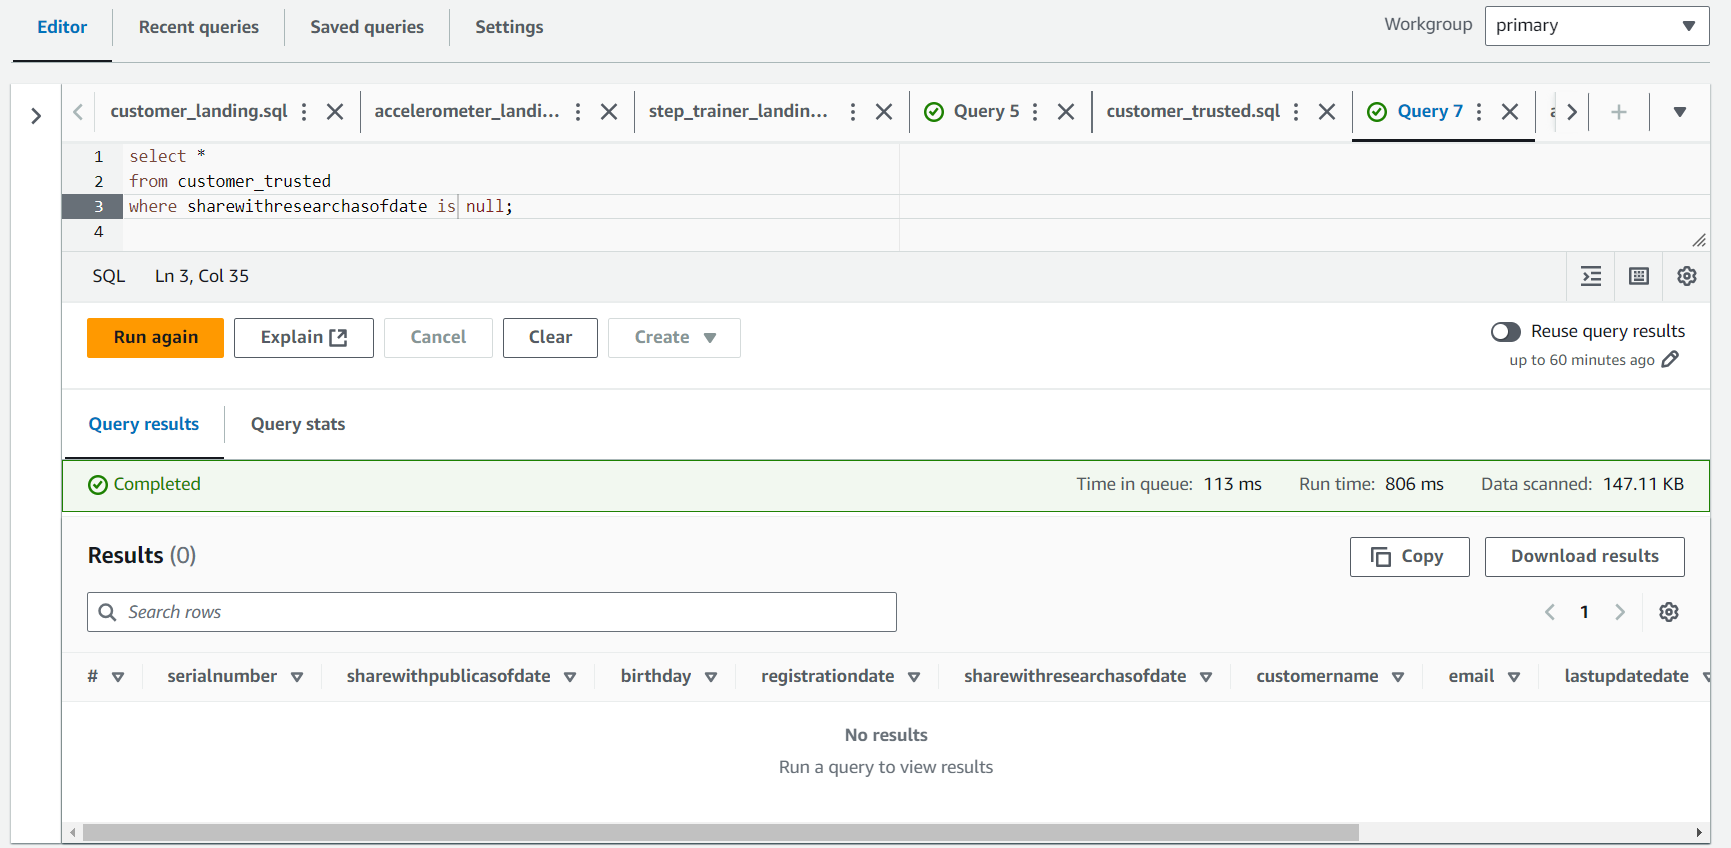 Editor Recent queries Saved queries Settings Workgroup primary
customer_landing.sql accelerometer_landi... step_trainer_landin... Query 5 customer_trusted.sql Query 7
1 select *
2 from customer_trusted
3 where sharewithresearchasofdate is null;
4
SQL Ln 3, Col 35
Run again Explain Cancel Clear Create Reuse query results
up to 60 minutes ago
Query results Query stats
Completed Time in queue: 113 ms Run time: 806 ms Data scanned: 147.11 KB
Results (0) Copy Download results
Search rows 1
# serialnumber sharewithpublicasofdate birthday registrationdate sharewithresearchasofdate customername email lastupdatedate
No results
Run a query to view results